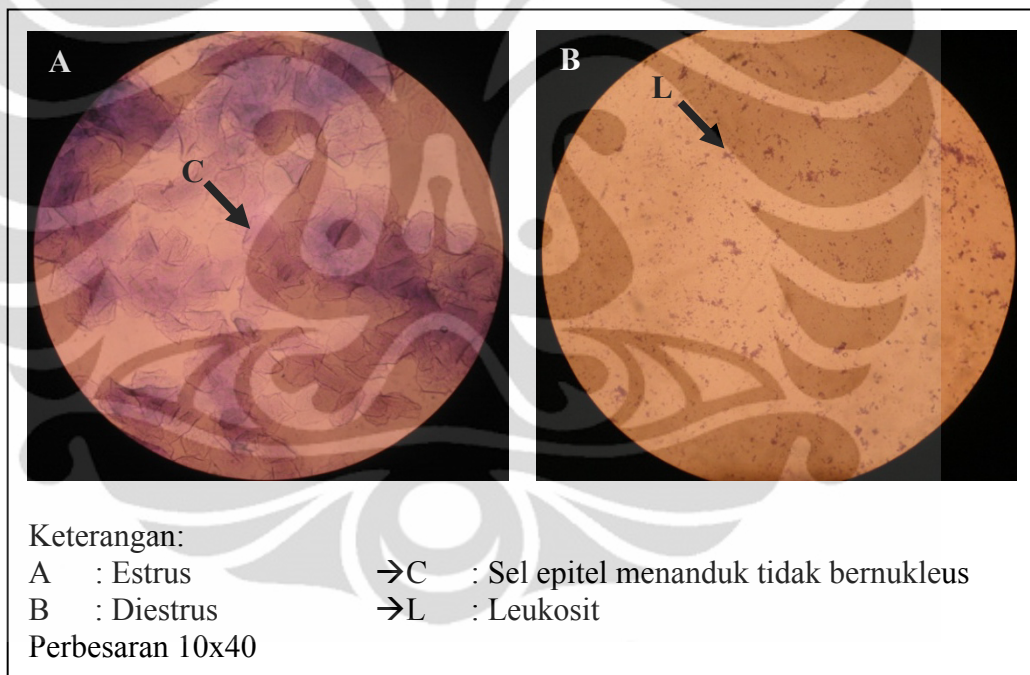 A
B
C
L
Keterangan:
A : Estrus →C : Sel epitel menanduk tidak bernukleus
B : Diestrus →L : Leukosit
Perbesaran 10x40